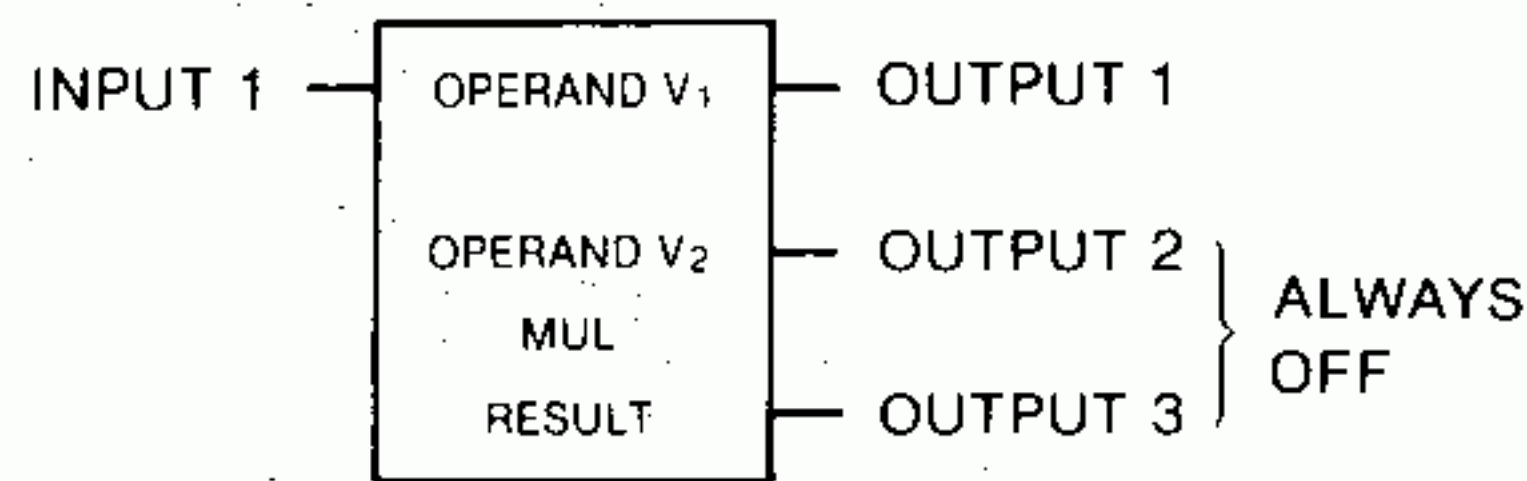 INPUT 1 OPERAND V1 OUTPUT 1
OPERAND V2 OUTPUT 2
ALWAYS
MUL
OFF
RESULT OUTPUT 3